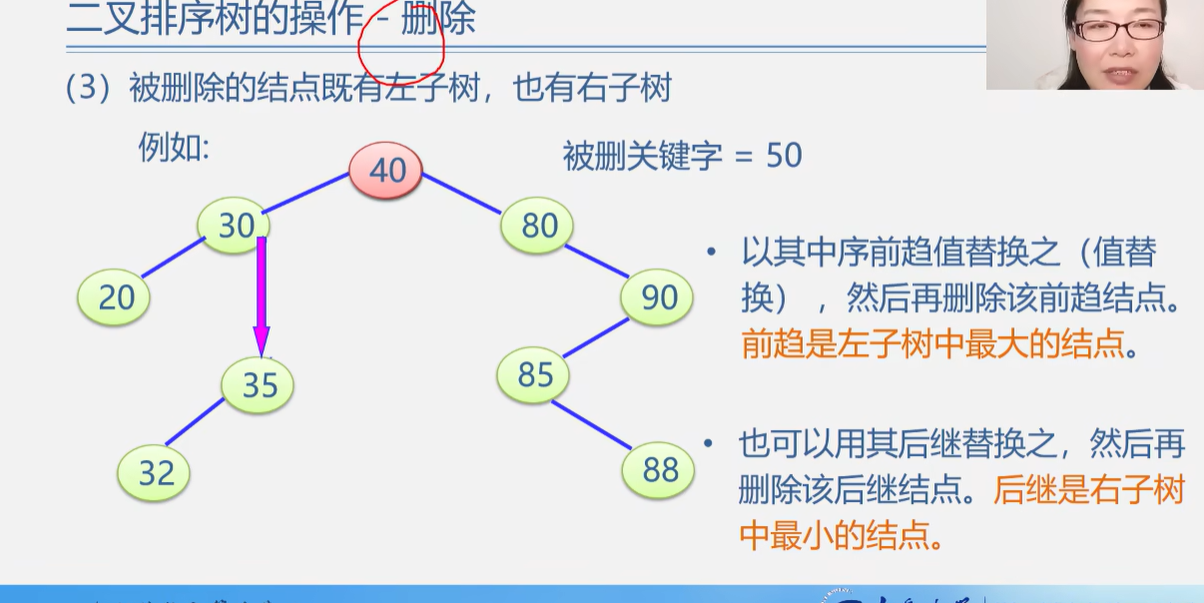 二叉排序树的操作 - 删除
(3) 被删除的结点既有左子树，也有右子树
例如:
被删关键字 = 50
40
30
80
20
90
35
85
32
88
• 以其中序前趋值替换之（值替
换），然后再删除该前趋结点。
前趋是左子树中最大的结点。
• 也可以用其后继替换之，然后再
删除该后继结点。后继是右子树
中最小的结点。